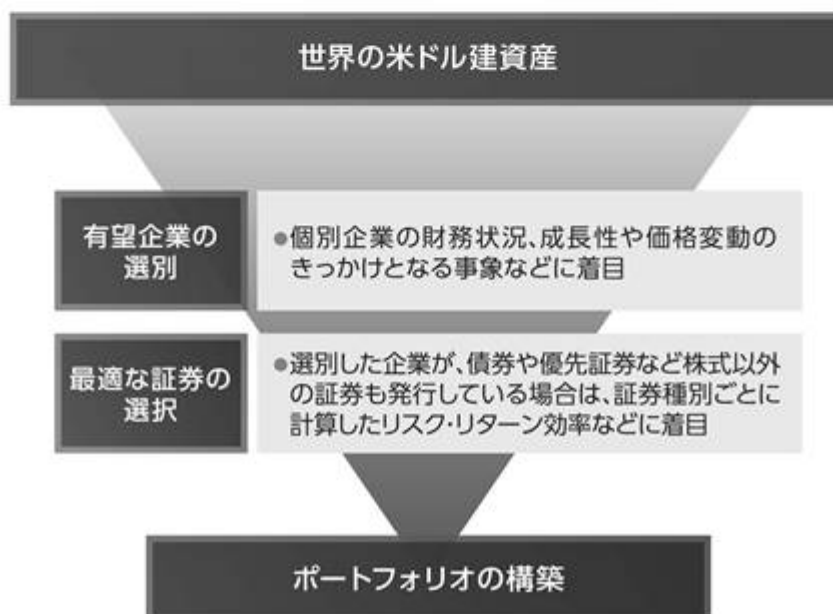 世界の米ドル建資産
有望企業の
選別
●個別企業の財務状況、成長性や価格変動の
きっかけとなる事象などに着目
最適な証券の
選択
●選別した企業が、債券や優先証券など株式以外
の証券も発行している場合は、証券種別ごとに
計算したリスク・リターン効率などに着目
ポートフォリオの構築